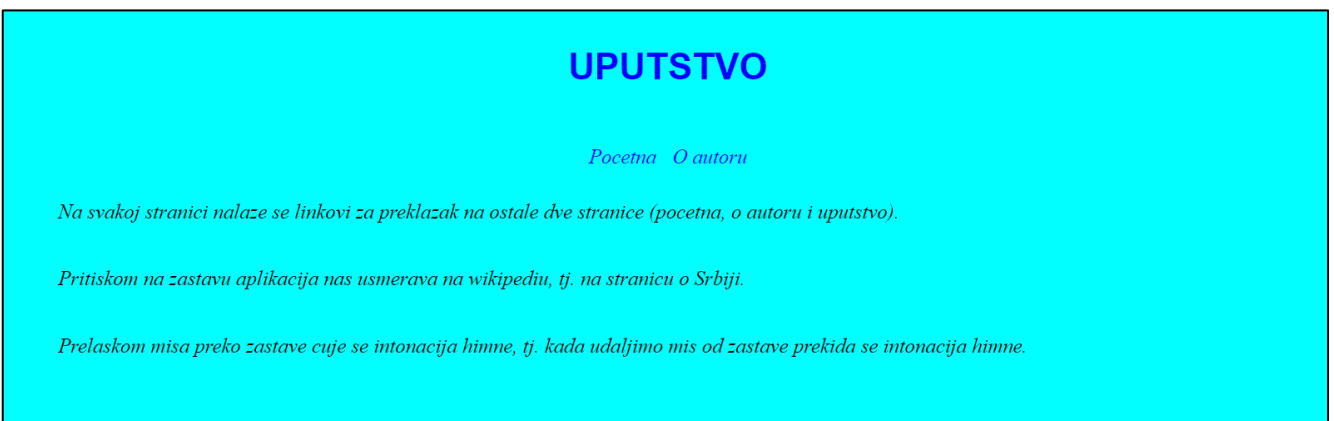 UPUTSTVO
Pocetna O autoru
Na svakoj stranici nalaze se linkovi za preklazak na ostale dve stranice (pocetna, o autoru i uputstvo).
Pritiskom na zastavu aplikacija nas usmerava na wikipediu, tj. na stranicu o Srbiji.
Prelaskom misa preko zastave cuje se intonacija himne, tj. kada udaljimo mis od zastave prekida se intonacija himne.